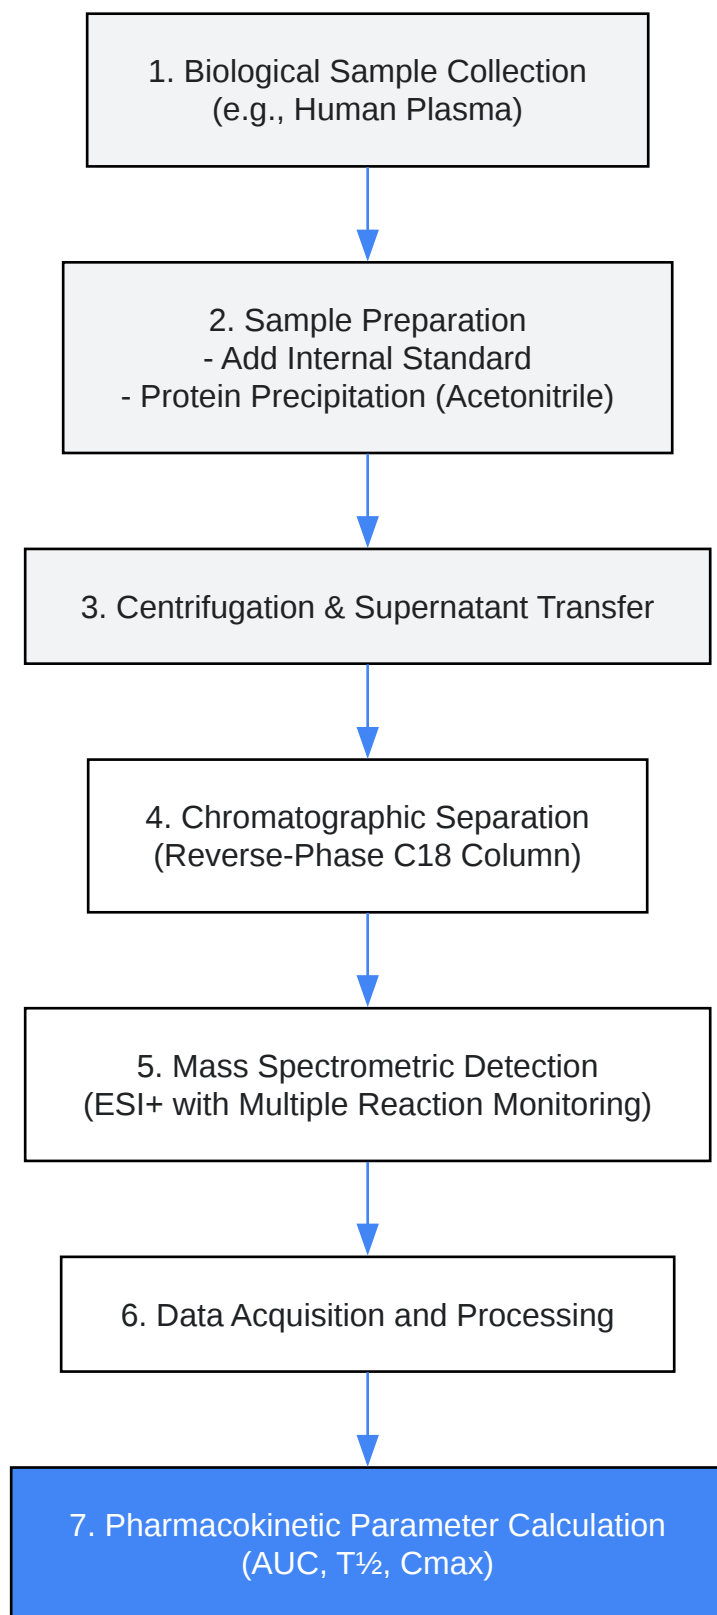 1. Biological Sample Collection
(e.g., Human Plasma)
2. Sample Preparation
- Add Internal Standard
- Protein Precipitation (Acetonitrile)
3. Centrifugation & Supernatant Transfer
4. Chromatographic Separation
(Reverse-Phase C18 Column)
5. Mass Spectrometric Detection
(ESI+ with Multiple Reaction Monitoring)
6. Data Acquisition and Processing
7. Pharmacokinetic Parameter Calculation
(AUC, T½, Cmax)